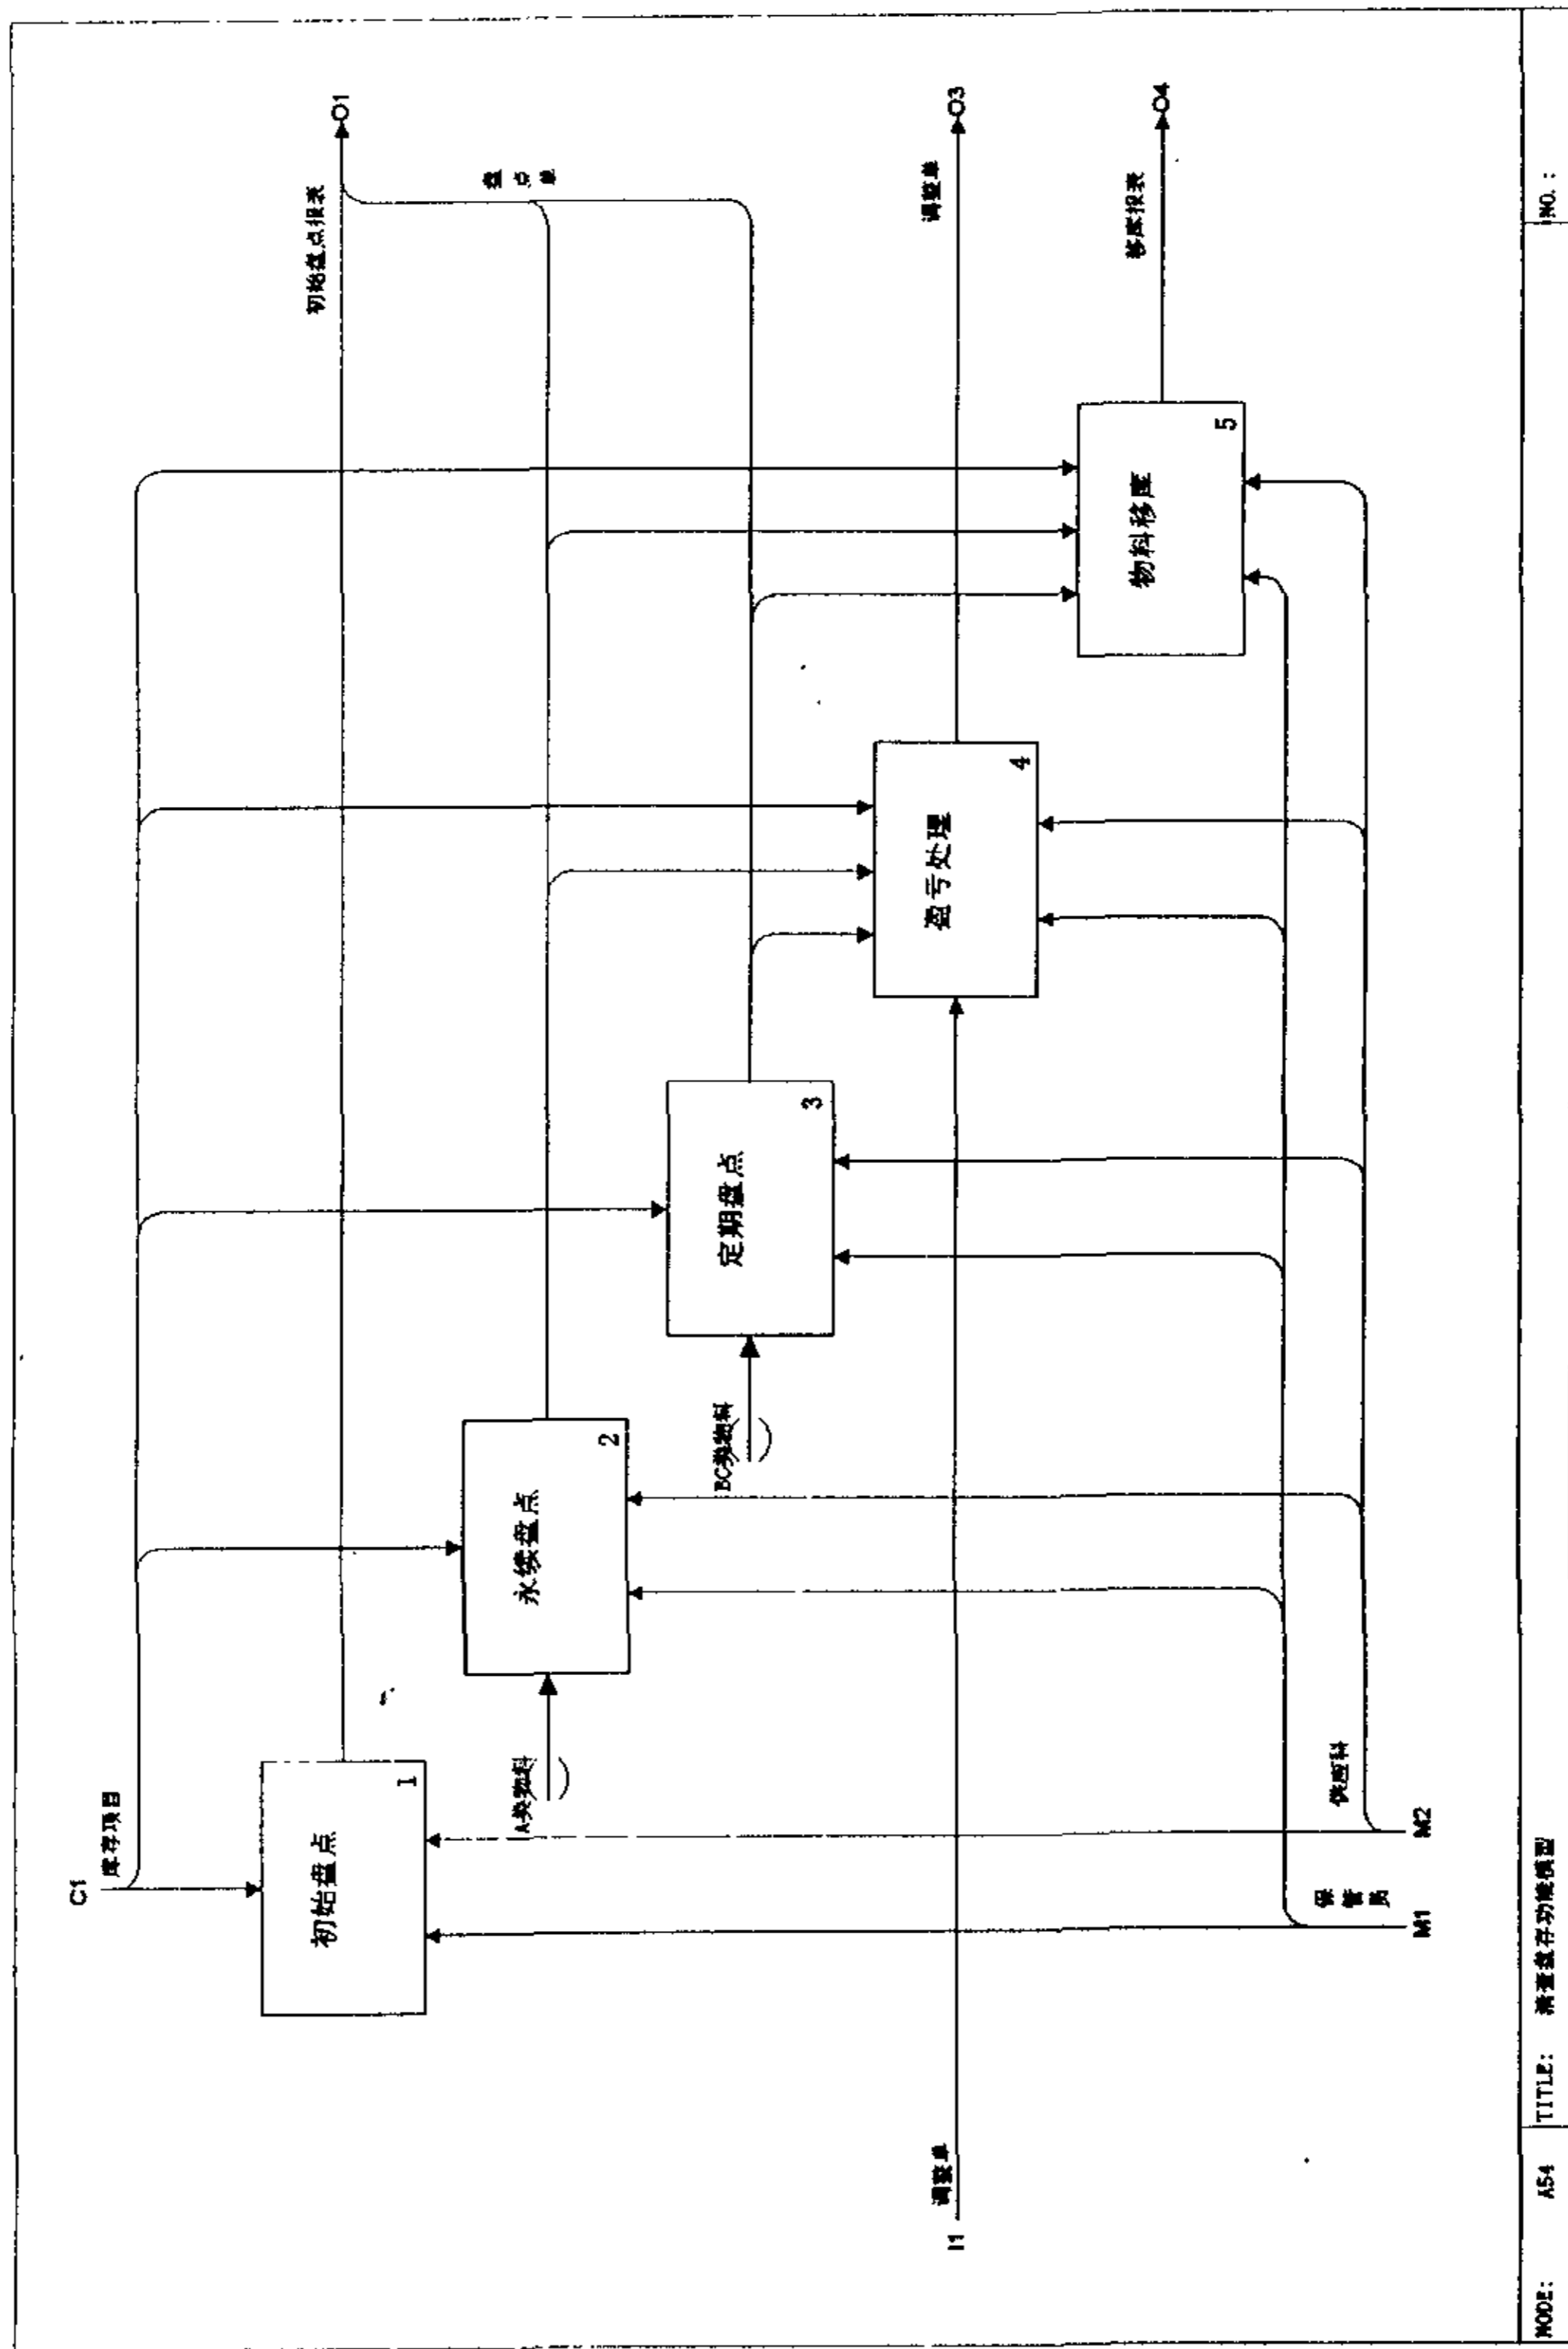 C1
库存项目
初始盘点报表
O1
初始盘点
1
盘
点
单
A类物料
永续盘点
2
BC类物料
定期盘点
3
I1
调整单
盈亏处理
4
调整单
O3
物料移库
5
移库报表
O4
保
管
员
供应科
M1
M2
NODE:
A54
TITLE:
清查盘存功能模型
NO.: